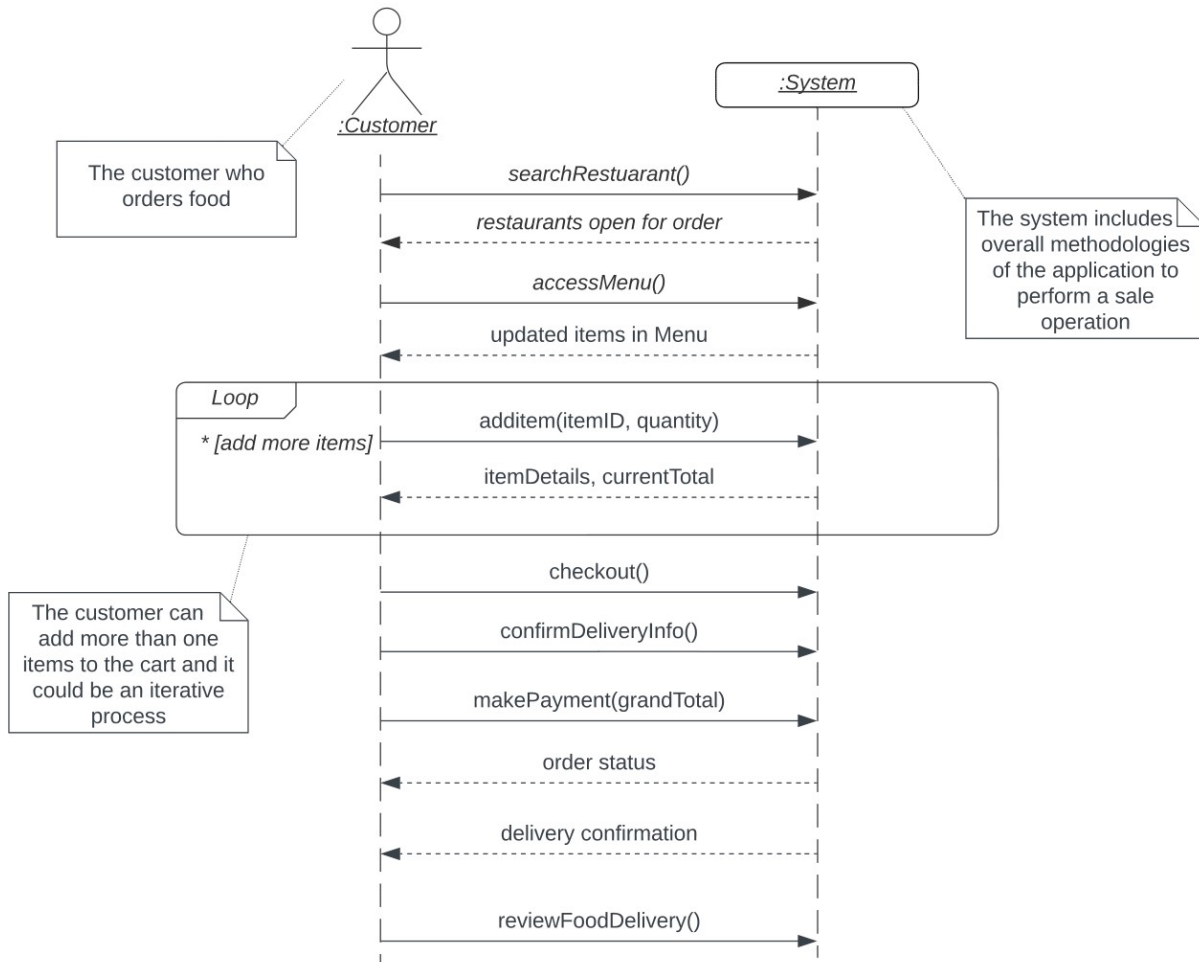 :System
:Customer
The customer who
orders food
searchRestuarant()
restaurants open for order
The system includes
overall methodologies
of the application to
perform a sale
operation
accessMenu()
updated items in Menu
Loop
* [add more items]
additem(itemID, quantity)
itemDetails, currentTotal
checkout()
The customer can
add more than one
items to the cart and it
could be an iterative
process
confirmDeliveryInfo()
makePayment(grandTotal)
order status
delivery confirmation
reviewFoodDelivery()